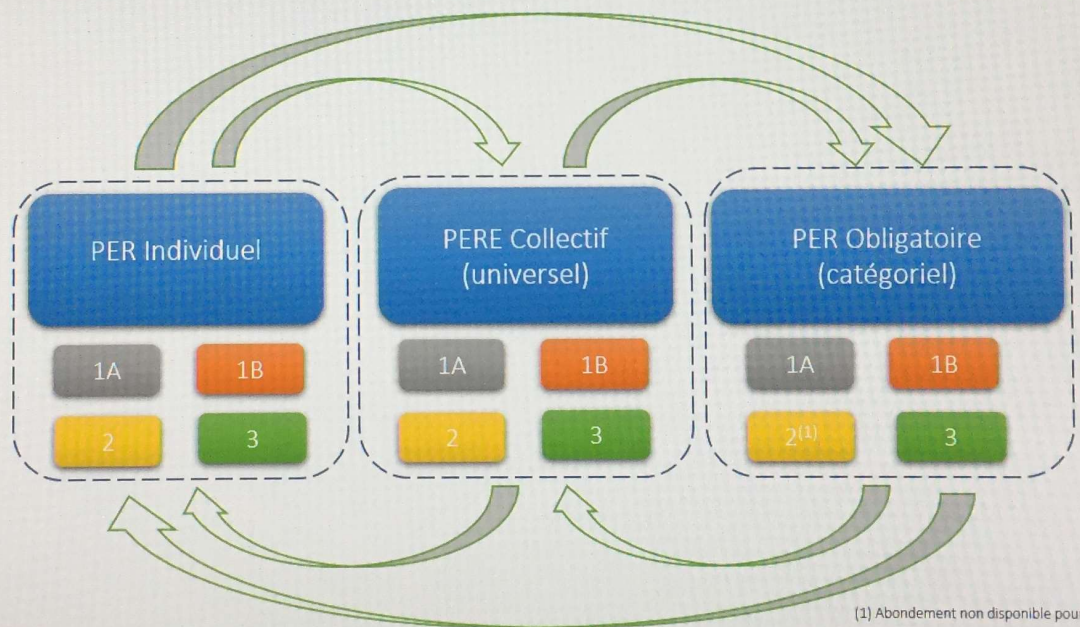 PER Individuel
PERE Collectif
(universel)
PER Obligatoire
(catégoriel)
1A
1B
1A
1B
1A
1B
2
3
2
3
2(1)
3
(1) Abondement non disponible pou